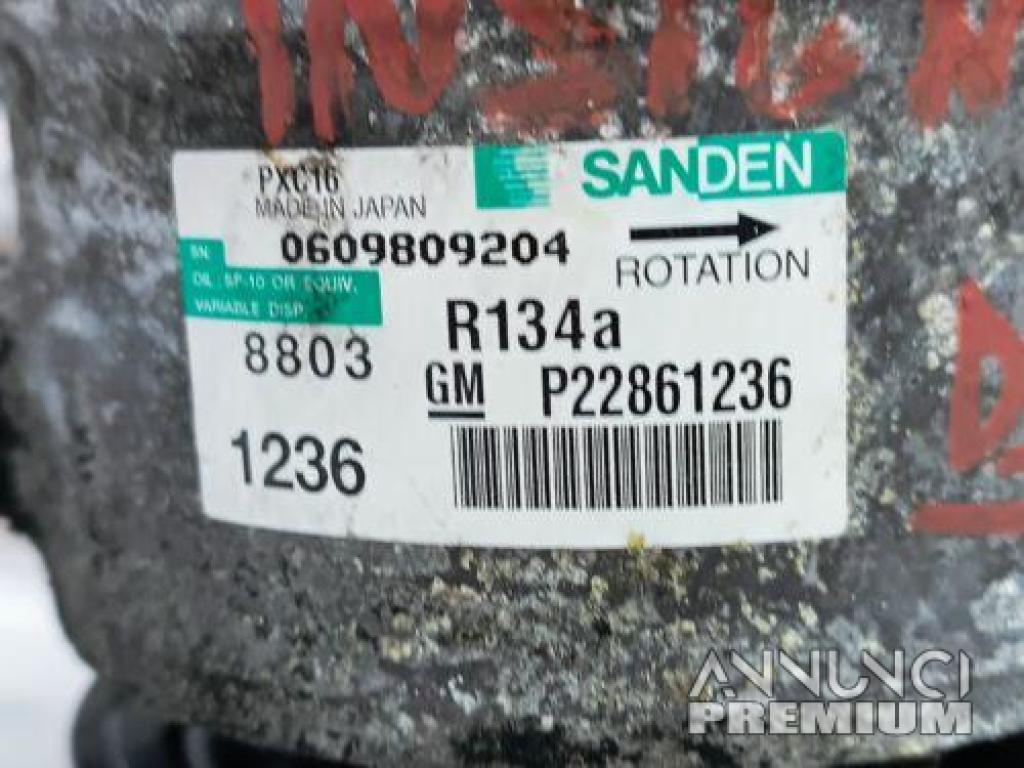 INSIGN
PXC16
SANDEN
MADE IN JAPAN
SN. 0609809204
ROTATION
OIL. SP-10 OR EQUIV.
VARIABLE DISP.
R134a
8803
GM P22861236
1236
D
ANNUNCI
PREMIUM